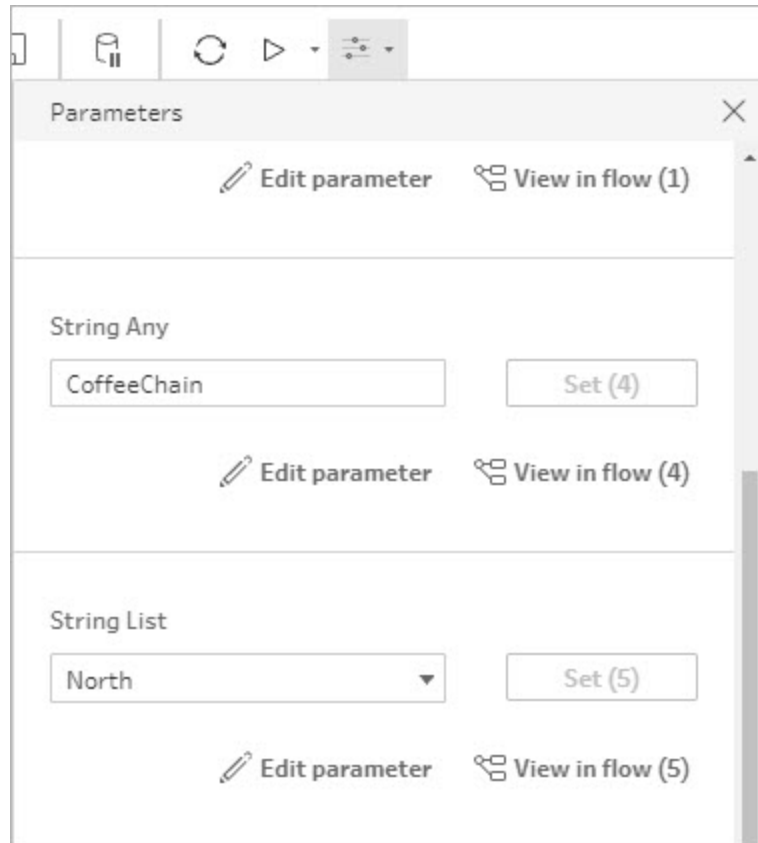 Parameters
Edit parameter View in flow (1)
String Any
CoffeeChain Set (4)
Edit parameter View in flow (4)
String List
North Set (5)
Edit parameter View in flow (5)